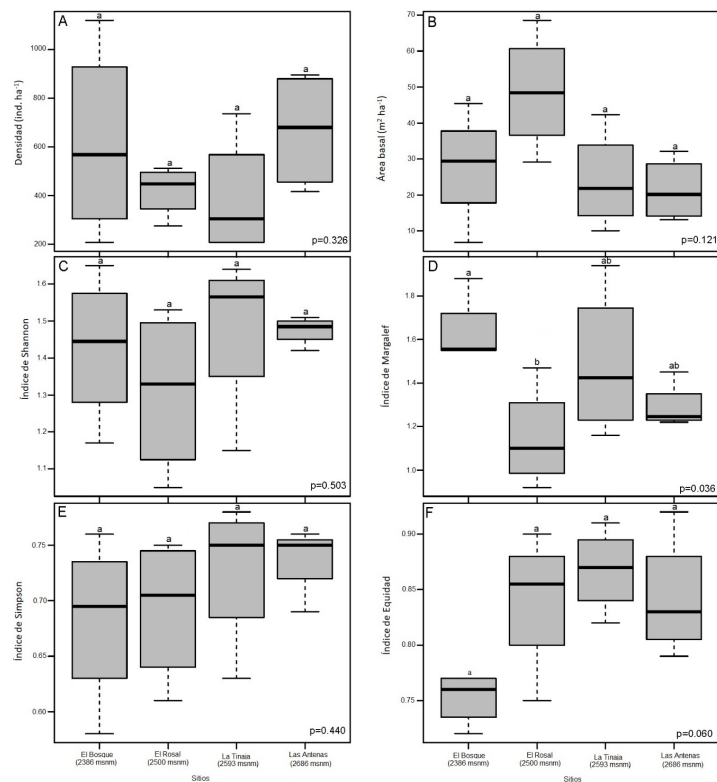 A
Densidad (ind. ha⁻¹)
1000
800
600
400
200
a
a
a
a
p=0.326
B
Área basal (m² ha⁻¹)
70
60
50
40
30
20
10
a
a
a
a
p=0.121
C
Índice de Shannon
1.6
1.5
1.4
1.3
1.2
1.1
a
a
a
a
p=0.503
D
Índice de Margalef
1.8
1.6
1.4
1.2
1.0
a
b
ab
ab
p=0.036
E
Índice de Simpson
0.75
0.70
0.65
0.60
a
a
a
a
p=0.440
El Bosque
(2386 msnm)
El Rosal
(2500 msnm)
La Tinaja
(2593 msnm)
Las Antenas
(2686 msnm)
Sitios
F
Índice de Equidad
0.90
0.85
0.80
0.75
a
a
a
a
p=0.060
El Bosque
(2386 msnm)
El Rosal
(2500 msnm)
La Tinaja
(2593 msnm)
Las Antenas
(2686 msnm)
Sitios